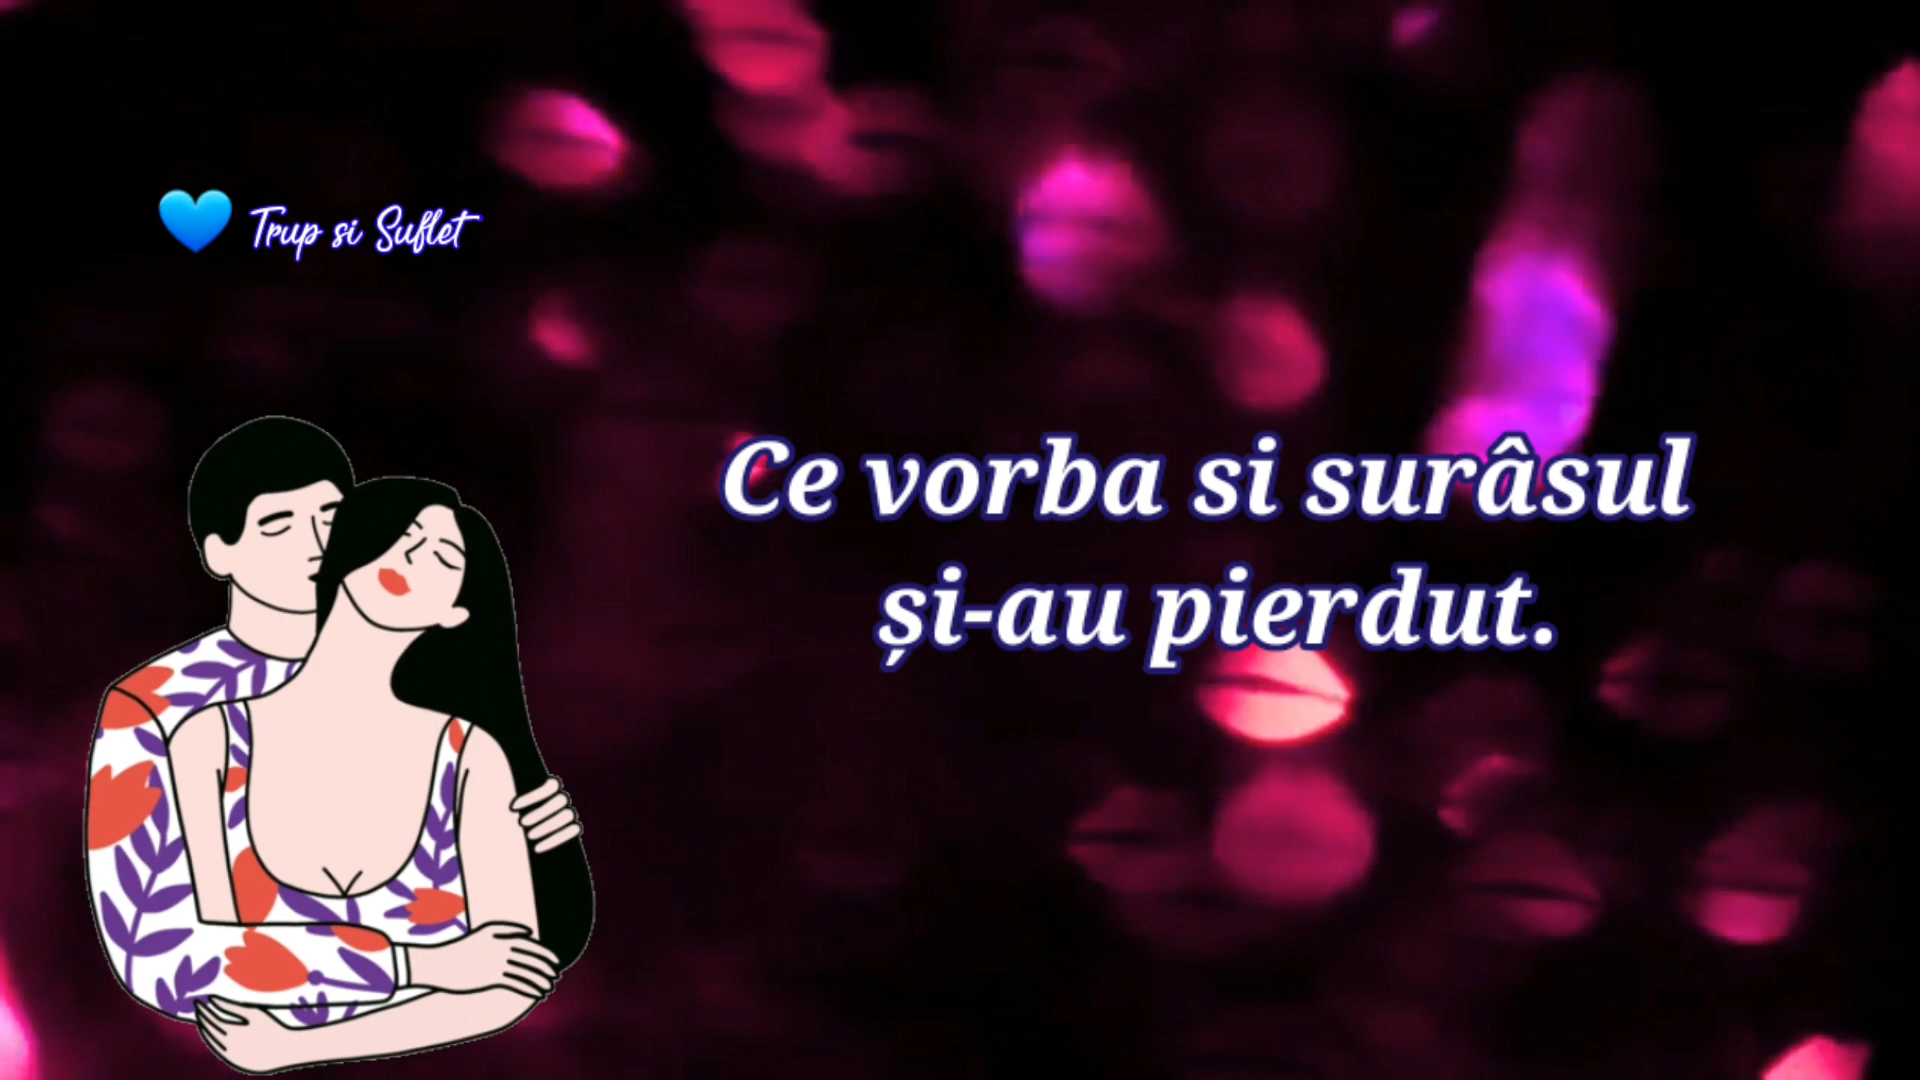 💙 Trup si Suflet
Ce vorba si surâsul
și-au pierdut.